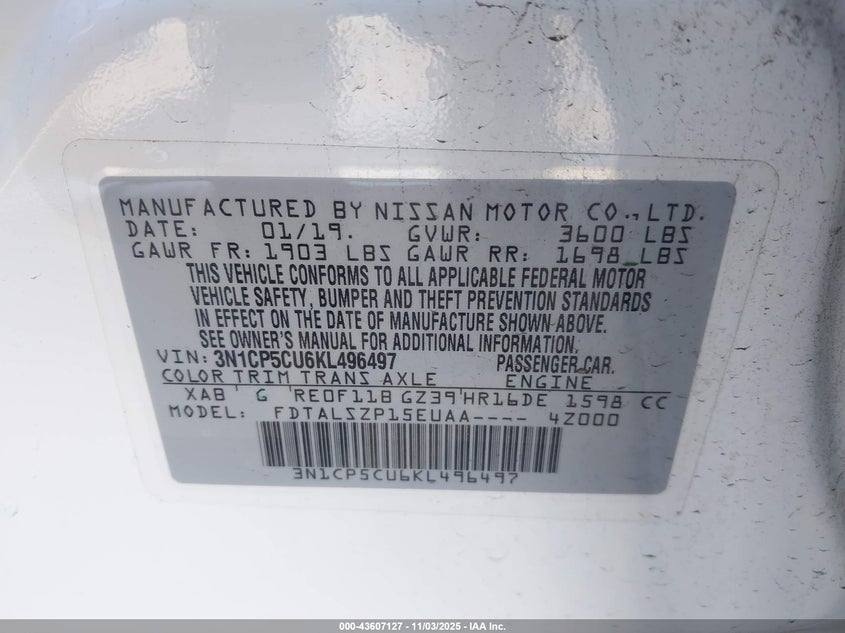 MANUFACTURED BY NISSAN MOTOR CO., LTD.
DATE: 01/19. GVWR: 3600 LBS
GAWR FR: 1903 LBS GAWR RR: 1698 LBS
THIS VEHICLE CONFORMS TO ALL APPLICABLE FEDERAL MOTOR
VEHICLE SAFETY, BUMPER AND THEFT PREVENTION STANDARDS
IN EFFECT ON THE DATE OF MANUFACTURE SHOWN ABOVE.
SEE OWNER'S MANUAL FOR ADDITIONAL INFORMATION.
VIN: 3N1CP5CU6KL496497 PASSENGER CAR.
COLOR TRIM TRANS AXLE ENGINE
XAB G RE0F11B GZ39 HR16DE 1598 CC
MODEL: FDTALSZP15EUAA---- 4Z000
3N1CP5CU6KL496497
000-43607127 - 11/03/2025 - IAA Inc.